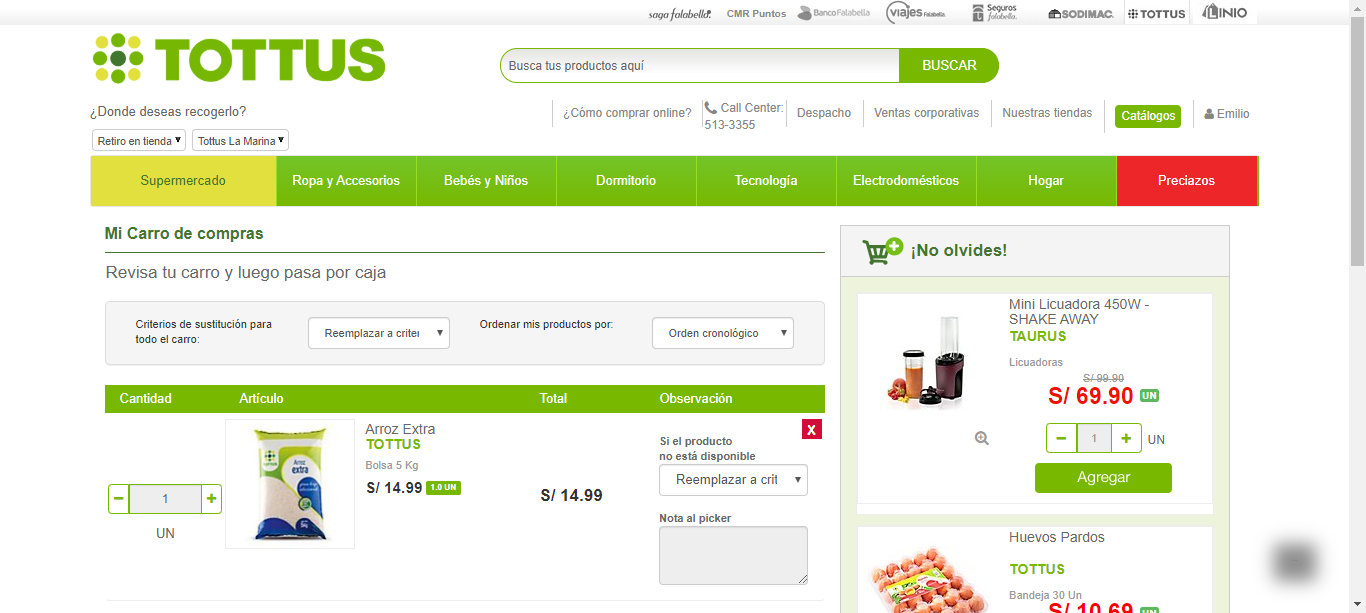 saga falabella. CMR Puntos BancoFalabella viajes Falabella Seguros falabella. SODIMAC. TOTTUS LINIO
TOTTUS
Busca tus productos aquí BUSCAR
¿Donde deseas recogerlo?
¿Cómo comprar online? Call Center: 513-3355 Despacho Ventas corporativas Nuestras tiendas Catálogos Emilio
Retiro en tienda Tottus La Marina
Supermercado Ropa y Accesorios Bebés y Niños Dormitorio Tecnología Electrodomésticos Hogar Preciazos
Mi Carro de compras
Revisa tu carro y luego pasa por caja
Criterios de sustitución para
todo el carro:
Reemplazar a criter
Ordenar mis productos por:
Orden cronológico
Cantidad Artículo Total Observación
1
UN
Arroz extra
Arroz Extra
TOTTUS
Bolsa 5 Kg
S/ 14.99 1.0 UN
S/ 14.99
X
Si el producto
no está disponible
Reemplazar a crit
Nota al picker
¡No olvides!
Mini Licuadora 450W -
SHAKE AWAY
TAURUS
Licuadoras
S/ 99.90
S/ 69.90 UN
1 UN
Agregar
Huevos Pardos
TOTTUS
Bandeja 30 Un
S/ 10.69 UN